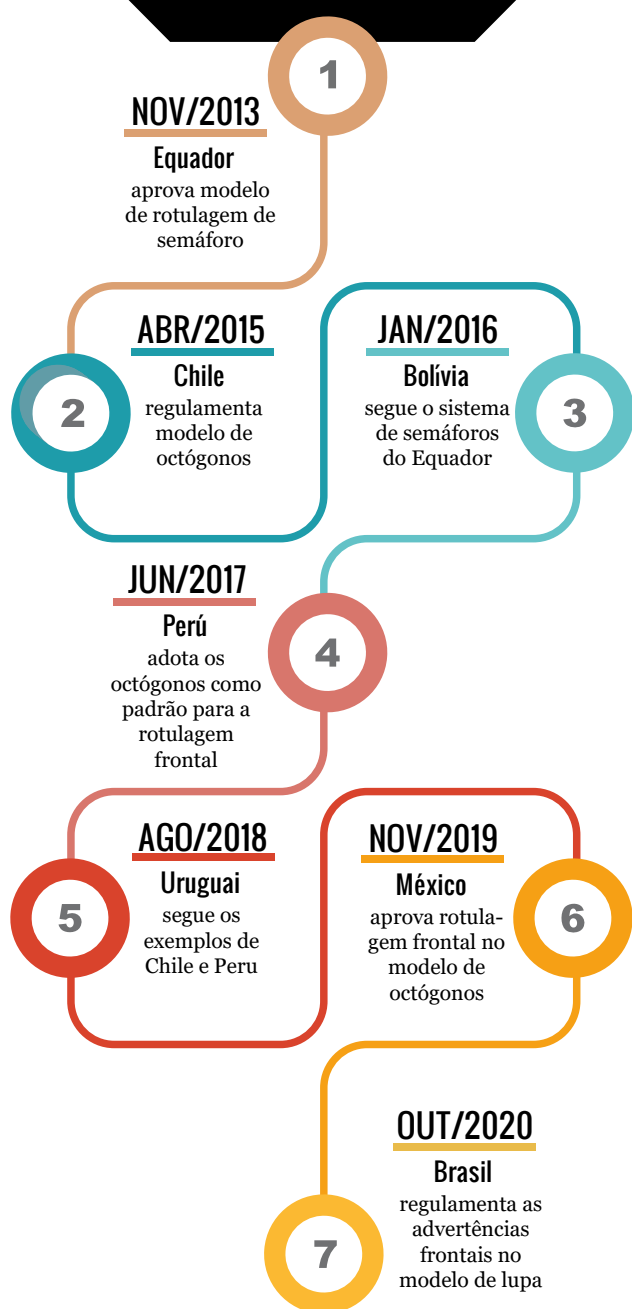 1
NOV/2013
Equador
aprova modelo
de rotulagem de
semáforo
2
ABR/2015
Chile
regulamenta
modelo de
octógonos
JAN/2016
Bolívia
segue o sistema
de semáforos
do Equador
3
JUN/2017
Perú
adota os
octógonos como
padrão para a
rotulagem
frontal
4
5
AGO/2018
Uruguai
segue os
exemplos de
Chile e Peru
NOV/2019
México
aprova rotula-
gem frontal no
modelo de
octógonos
6
OUT/2020
Brasil
regulamenta as
advertências
frontais no
modelo de lupa
7